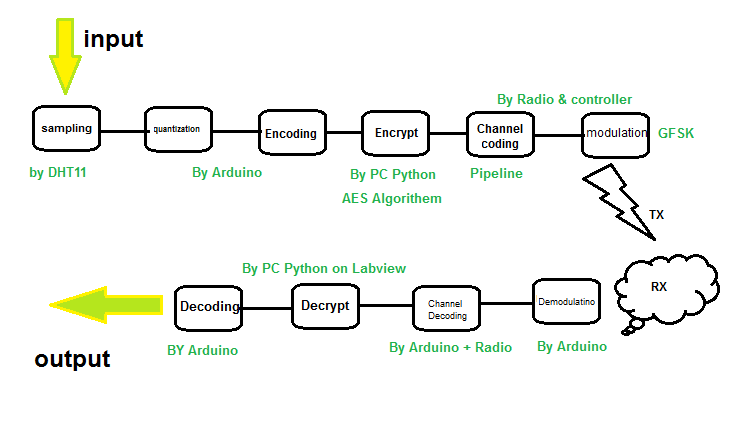 input
By Radio & controller
sampling
quantization
Encoding
Encrypt
Channel
coding
modulation
GFSK
by DHT11
By Arduino
By PC Python
AES Algorithem
Pipeline
TX
By PC Python on Labview
RX
Decoding
Decrypt
Channel
Decoding
Demodulatino
BY Arduino
By Arduino + Radio
By Arduino
output